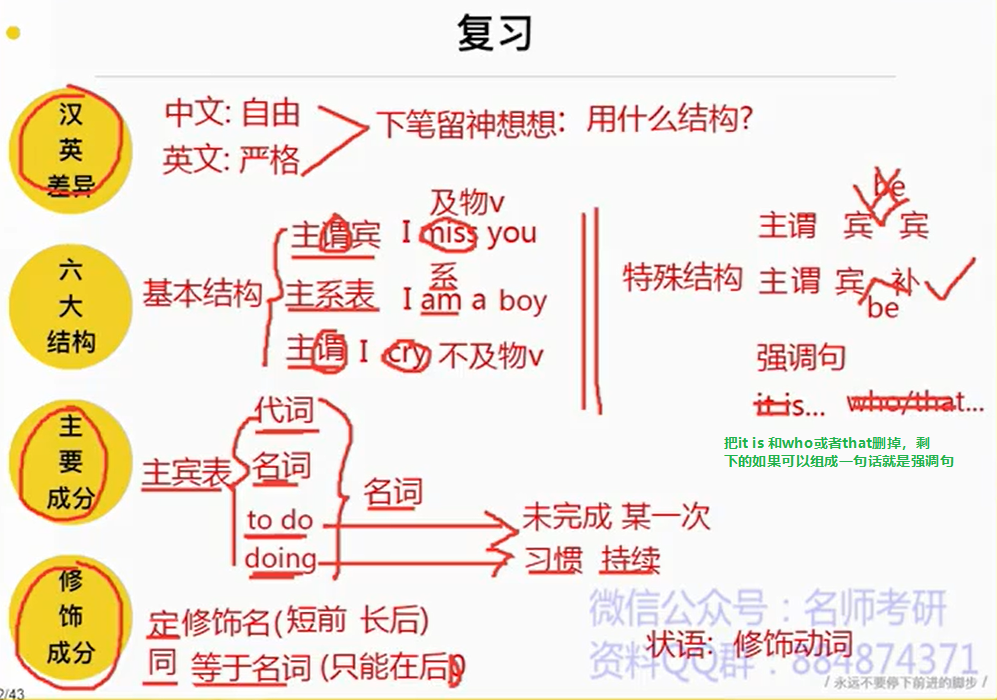 复习
汉
英
差异
中文: 自由
英文: 严格
下笔留神想想: 用什么结构?
六
大
结构
基本结构
及物v
主谓宾 I miss you
系
主系表 I am a boy
主谓 I cry 不及物v
特殊结构
be
主谓 宾 宾
主谓 宾 补
be
强调句
it is... who/that...
把it is 和who或者that删掉，剩
下的如果可以组成一句话就是强调句
主
要
成分
主宾表
代词
名词
to do
doing
名词
未完成 某一次
习惯 持续
修
饰
成分
定修饰名(短前 长后)
同 等于名词 (只能在后)
状语: 修饰动词
微信公众号：名师考研
资料QQ群：884874371
/ 永远不要停下前进的脚步 /
2/43